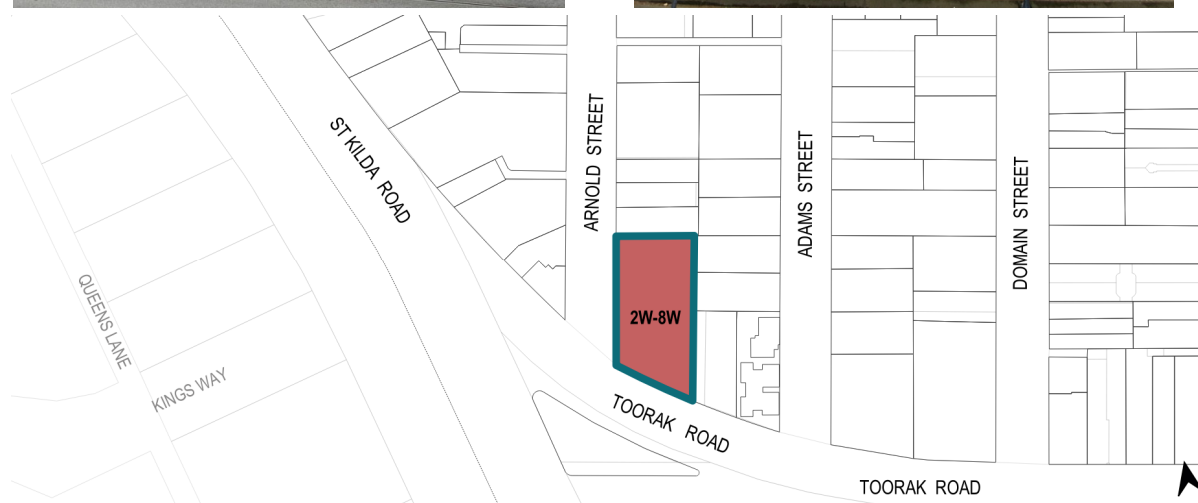 ST KILDA ROAD
ARNOLD STREET
ADAMS STREET
DOMAIN STREET
QUEENS LANE
KINGS WAY
2W-8W
TOORAK ROAD
TOORAK ROAD